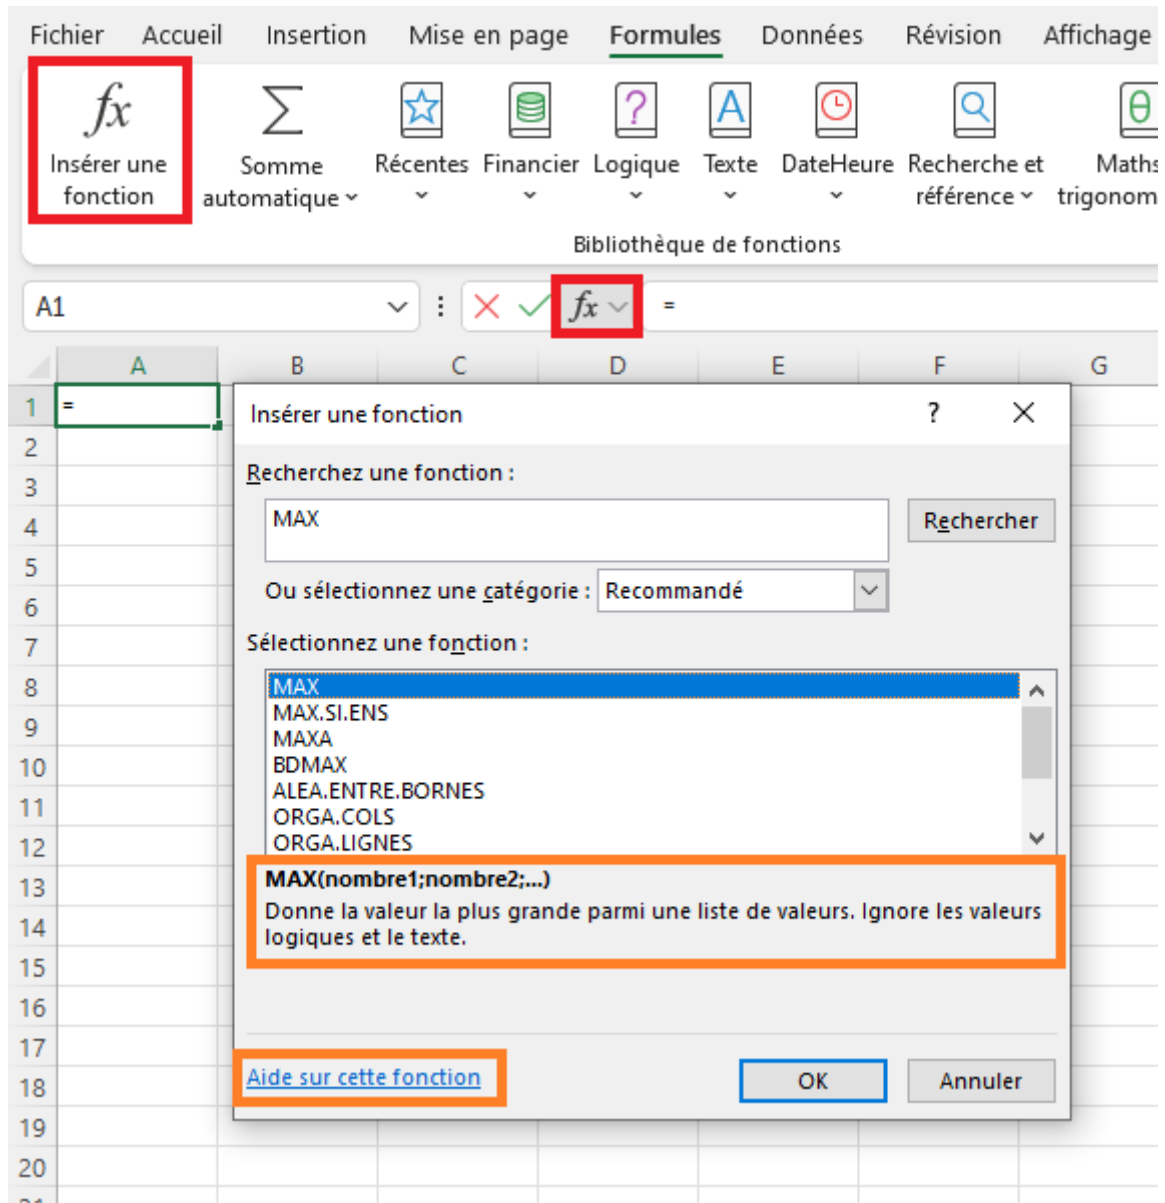 Fichier Accueil Insertion Mise en page Formules Données Révision Affichage
fx Σ ? A θ
Insérer une fonction
Somme automatique
Récentes Financier Logique Texte DateHeure
Recherche et référence
Maths
trigonom
Bibliothèque de fonctions
A1 fx =
A B C D E F G
1 =
2
3
4
5
6
7
8
9
10
11
12
13
14
15
16
17
18
19
20
Insérer une fonction ?
Recherchez une fonction :
MAX Rechercher
Ou sélectionnez une catégorie : Recommandé
Sélectionnez une fonction :
MAX
MAX.SI.ENS
MAXA
BDMAX
ALEA.ENTRE.BORNES
ORGA.COLS
ORGA.LIGNES
MAX(nombre1;nombre2;...)
Donne la valeur la plus grande parmi une liste de valeurs. Ignore les valeurs
logiques et le texte.
Aide sur cette fonction OK Annuler